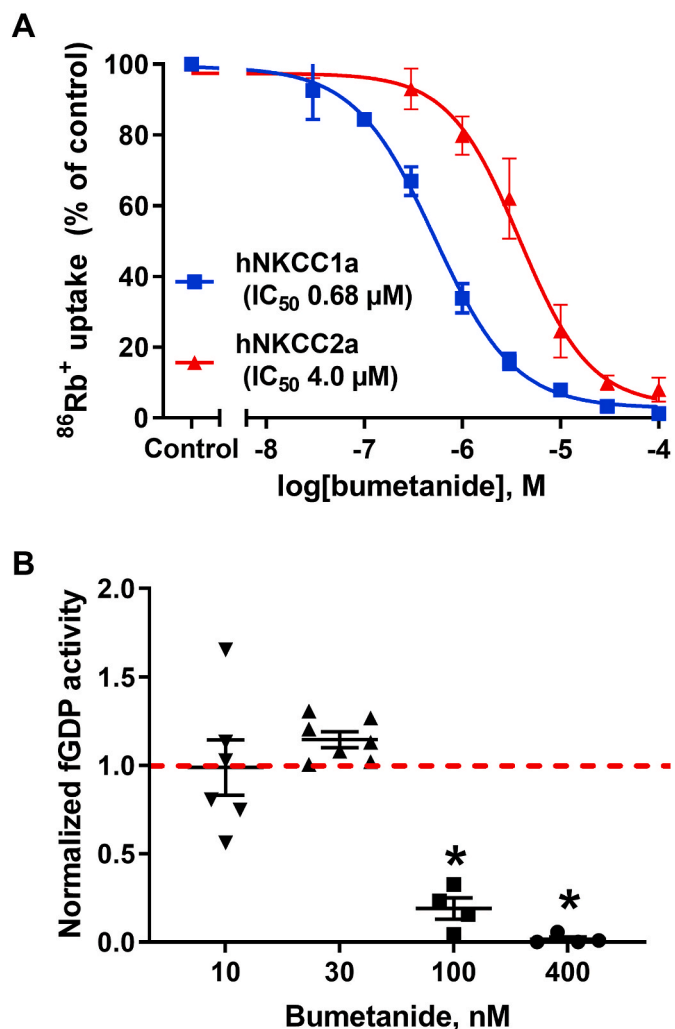 A
⁸⁶Rb⁺ uptake (% of control)
100
80
60
40
20
0
hNKCC1a
(IC₅₀ 0.68 µM)
hNKCC2a
(IC₅₀ 4.0 µM)
Control -8 -7 -6 -5 -4
log[bumetanide], M
B
Normalized fGDP activity
2.0
1.5
1.0
0.5
0.0
* *
10 30 100 400
Bumetanide, nM